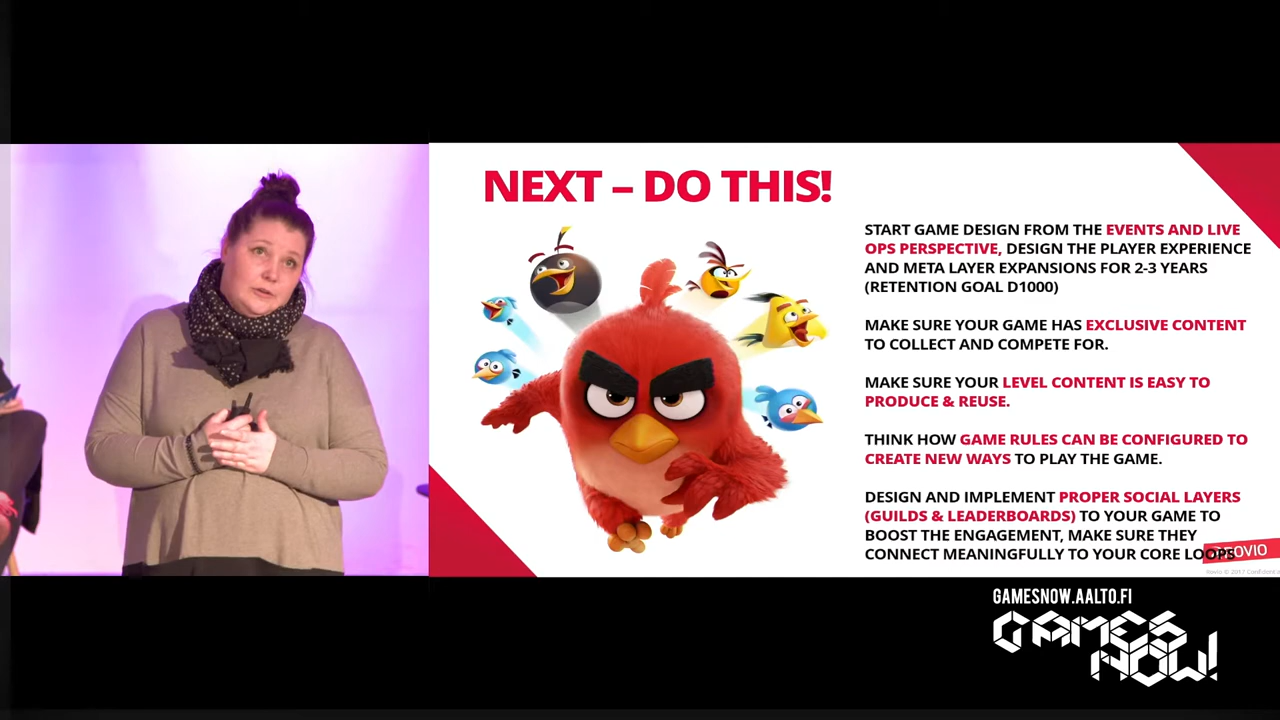 NEXT – DO THIS!
START GAME DESIGN FROM THE EVENTS AND LIVE
OPS PERSPECTIVE, DESIGN THE PLAYER EXPERIENCE
AND META LAYER EXPANSIONS FOR 2-3 YEARS
(RETENTION GOAL D1000)
MAKE SURE YOUR GAME HAS EXCLUSIVE CONTENT
TO COLLECT AND COMPETE FOR.
MAKE SURE YOUR LEVEL CONTENT IS EASY TO
PRODUCE & REUSE.
THINK HOW GAME RULES CAN BE CONFIGURED TO
CREATE NEW WAYS TO PLAY THE GAME.
DESIGN AND IMPLEMENT PROPER SOCIAL LAYERS
(GUILDS & LEADERBOARDS) TO YOUR GAME TO
BOOST THE ENGAGEMENT, MAKE SURE THEY
CONNECT MEANINGFULLY TO YOUR CORE LOOPS
Rovio © 2017 Confidential
GAMESNOW.AALTO.FI
GAMES
NOW!